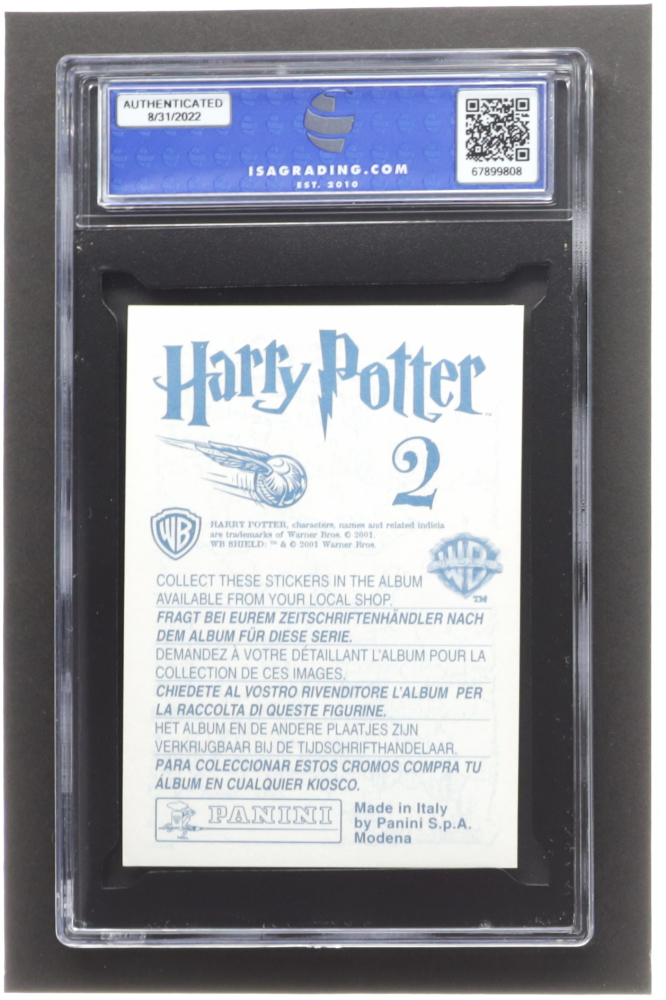 AUTHENTICATED
8/31/2022
ISAGRADING.COM
EST. 2010
67899808
Harry Potter
2
WB
HARRY POTTER, characters, names and related indicia
are trademarks of Warner Bros. © 2001.
WB SHIELD: ™ & © 2001 Warner Bros.
WB
TM
COLLECT THESE STICKERS IN THE ALBUM
AVAILABLE FROM YOUR LOCAL SHOP.
FRAGT BEI EUREM ZEITSCHRIFTENHÄNDLER NACH
DEM ALBUM FÜR DIESE SERIE.
DEMANDEZ À VOTRE DÉTAILLANT L'ALBUM POUR LA
COLLECTION DE CES IMAGES.
CHIEDETE AL VOSTRO RIVENDITORE L'ALBUM PER
LA RACCOLTA DI QUESTE FIGURINE.
HET ALBUM EN DE ANDERE PLAATJES ZIJN
VERKRIJGBAAR BIJ DE TIJDSCHRIFTHANDELAAR.
PARA COLECCIONAR ESTOS CROMOS COMPRA TU
ÁLBUM EN CUALQUIER KIOSCO.
PANINI
Made in Italy
by Panini S.p.A.
Modena